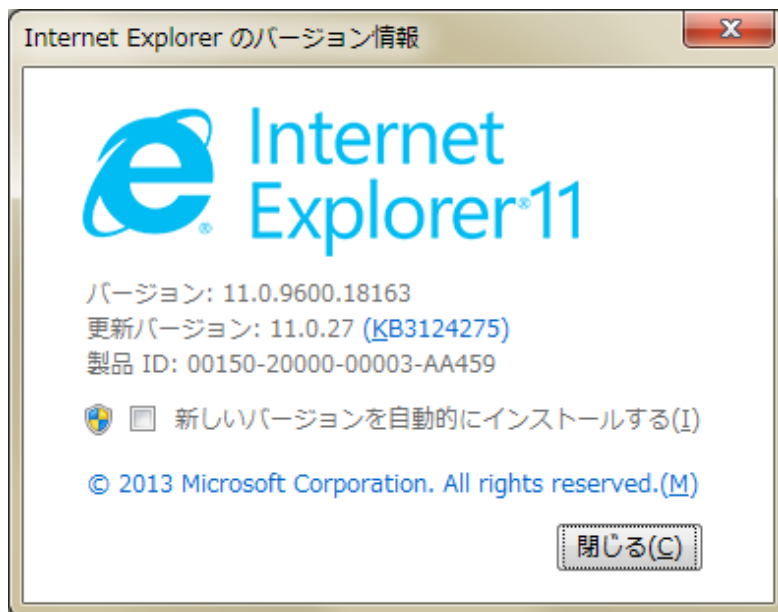 Internet Explorer のバージョン情報
Internet
Explorer®11
バージョン: 11.0.9600.18163
更新バージョン: 11.0.27 (KB3124275)
製品 ID: 00150-20000-00003-AA459
新しいバージョンを自動的にインストールする(I)
© 2013 Microsoft Corporation. All rights reserved.(M)
閉じる(C)